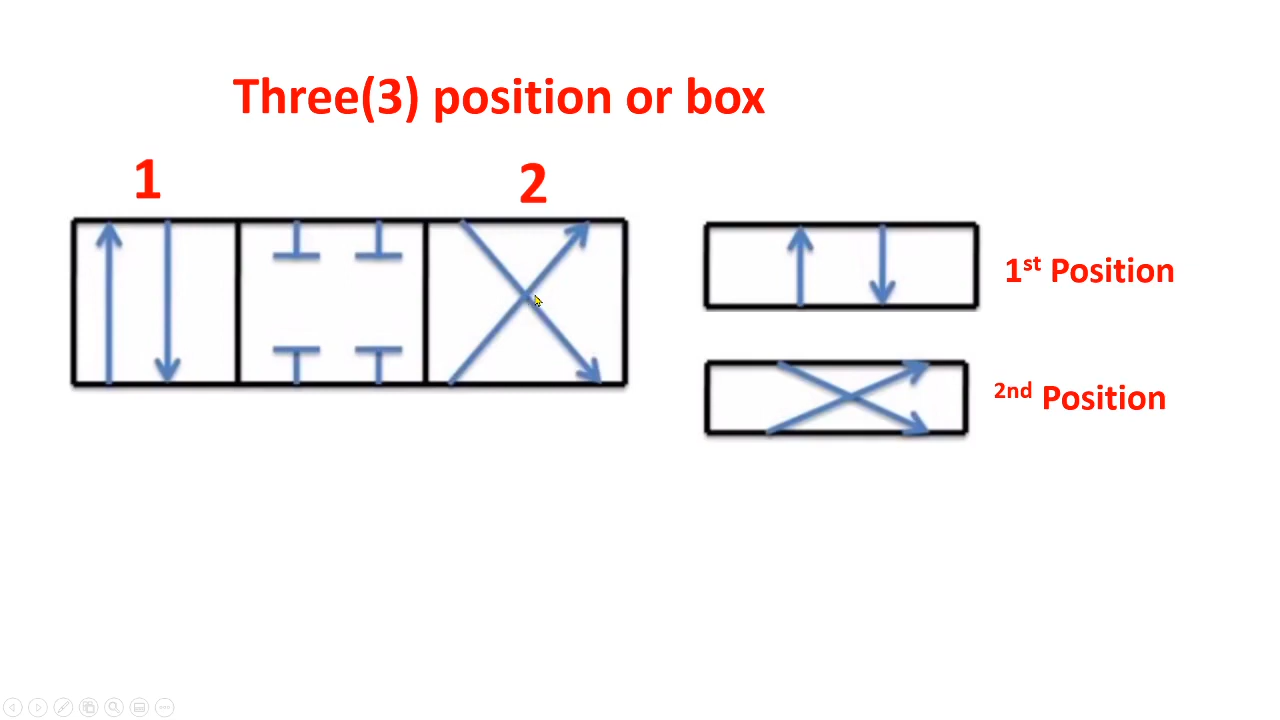 Three(3) position or box
1
2
1st Position
2nd Position